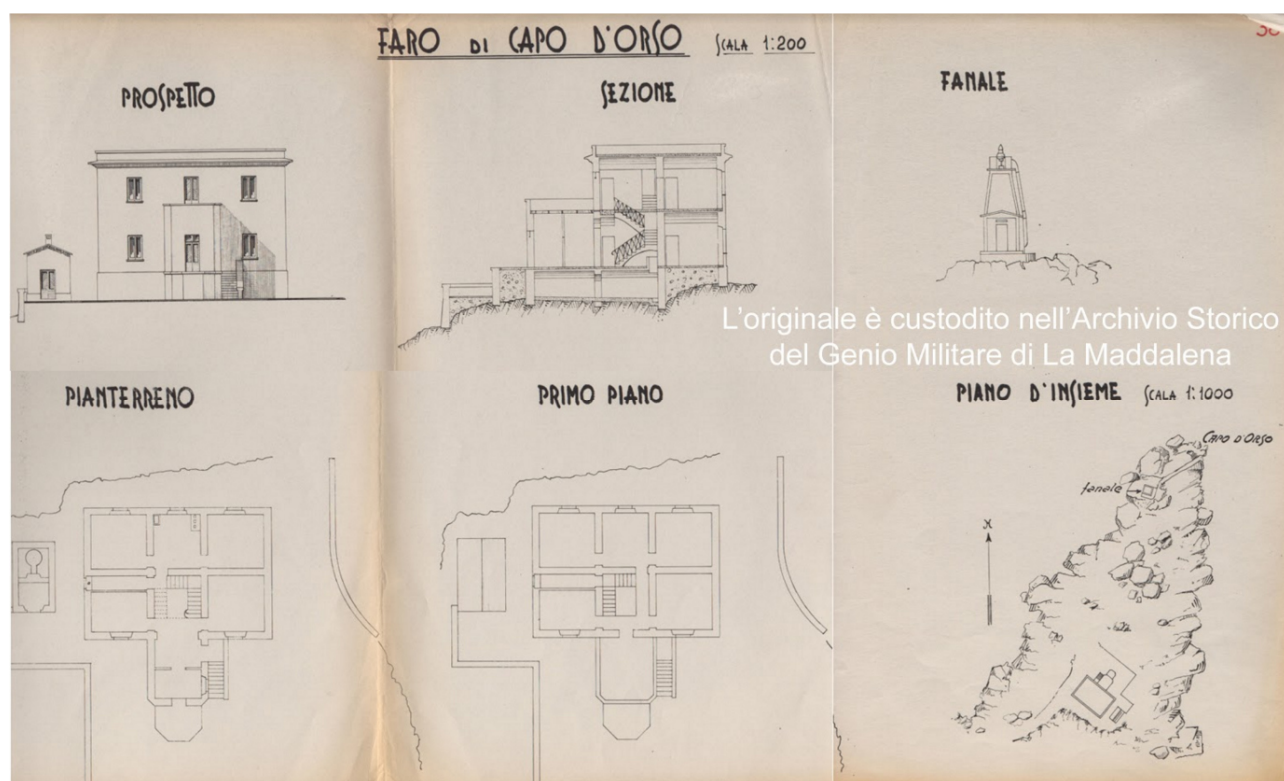 FARO DI CAPO D'ORSO SCALA 1:200
PROSPETTO
SEZIONE
FANALE
L'originale è custodito nell'Archivio Storico
del Genio Militare di La Maddalena
PIANTERRENO
PRIMO PIANO
PIANO D'INSIEME SCALA 1:1000
CAPO D'ORSO
fanale
N